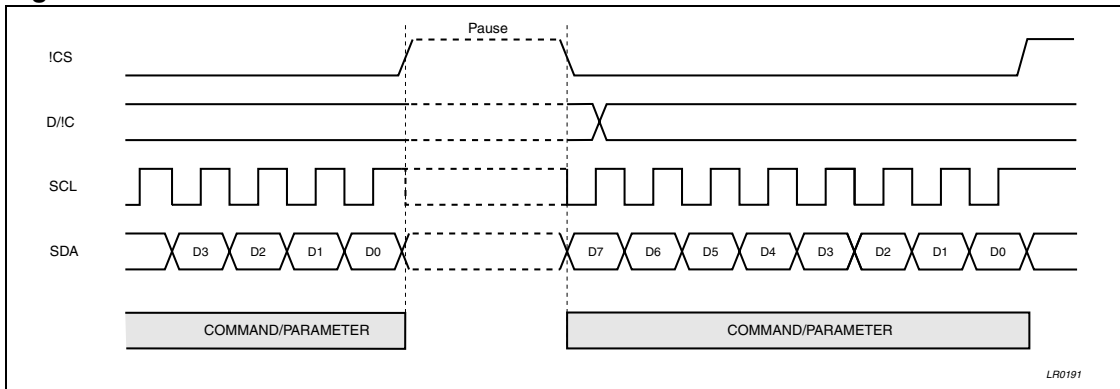 Pause
!CS
D/!C
SCL
SDA
D3 D2 D1 D0 D7 D6 D5 D4 D3 D2 D1 D0
COMMAND/PARAMETER COMMAND/PARAMETER
LR0191